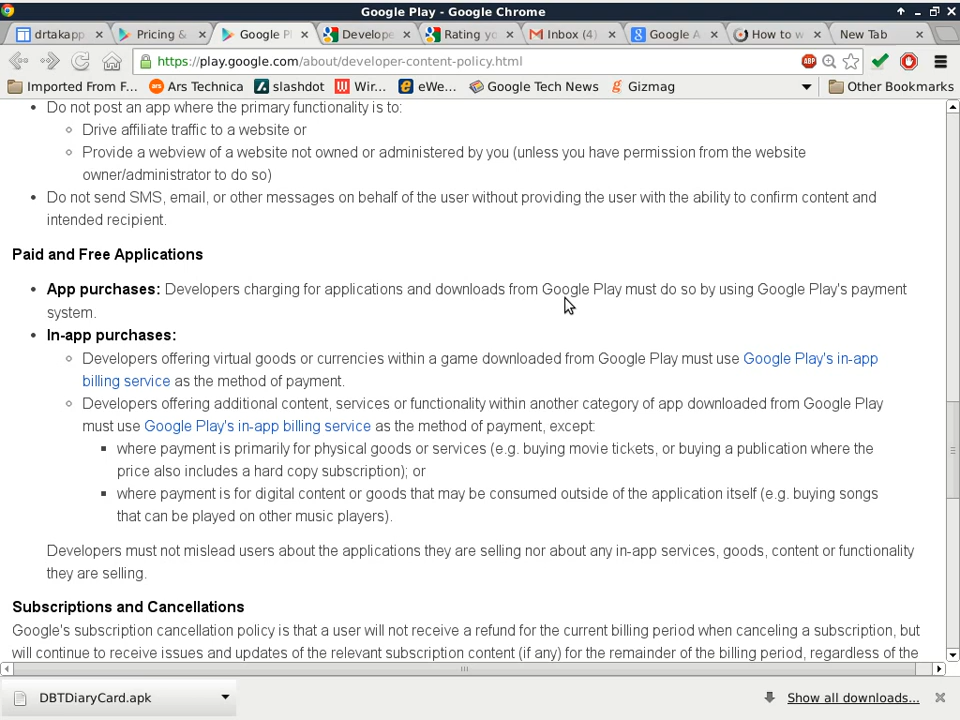 Google Play - Google Chrome
drtakapp
Pricing &
Google P
Develope
Rating yo
Inbox (4)
Google A
How to w
New Tab
https://play.google.com/about/developer-content-policy.html
ABP
Imported From F...
Ars Technica
slashdot
Wir...
eWe...
Google Tech News
Gizmag
Other Bookmarks
• Do not post an app where the primary functionality is to:
◦ Drive affiliate traffic to a website or
◦ Provide a webview of a website not owned or administered by you (unless you have permission from the website
owner/administrator to do so)
• Do not send SMS, email, or other messages on behalf of the user without providing the user with the ability to confirm content and
intended recipient.
Paid and Free Applications
• App purchases: Developers charging for applications and downloads from Google Play must do so by using Google Play's payment
system.
• In-app purchases:
◦ Developers offering virtual goods or currencies within a game downloaded from Google Play must use Google Play's in-app
billing service as the method of payment.
◦ Developers offering additional content, services or functionality within another category of app downloaded from Google Play
must use Google Play's in-app billing service as the method of payment, except:
▪ where payment is primarily for physical goods or services (e.g. buying movie tickets, or buying a publication where the
price also includes a hard copy subscription); or
▪ where payment is for digital content or goods that may be consumed outside of the application itself (e.g. buying songs
that can be played on other music players).
Developers must not mislead users about the applications they are selling nor about any in-app services, goods, content or functionality
they are selling.
Subscriptions and Cancellations
Google's subscription cancellation policy is that a user will not receive a refund for the current billing period when canceling a subscription, but
will continue to receive issues and updates of the relevant subscription content (if any) for the remainder of the billing period, regardless of the
DBTDiaryCard.apk
Show all downloads...